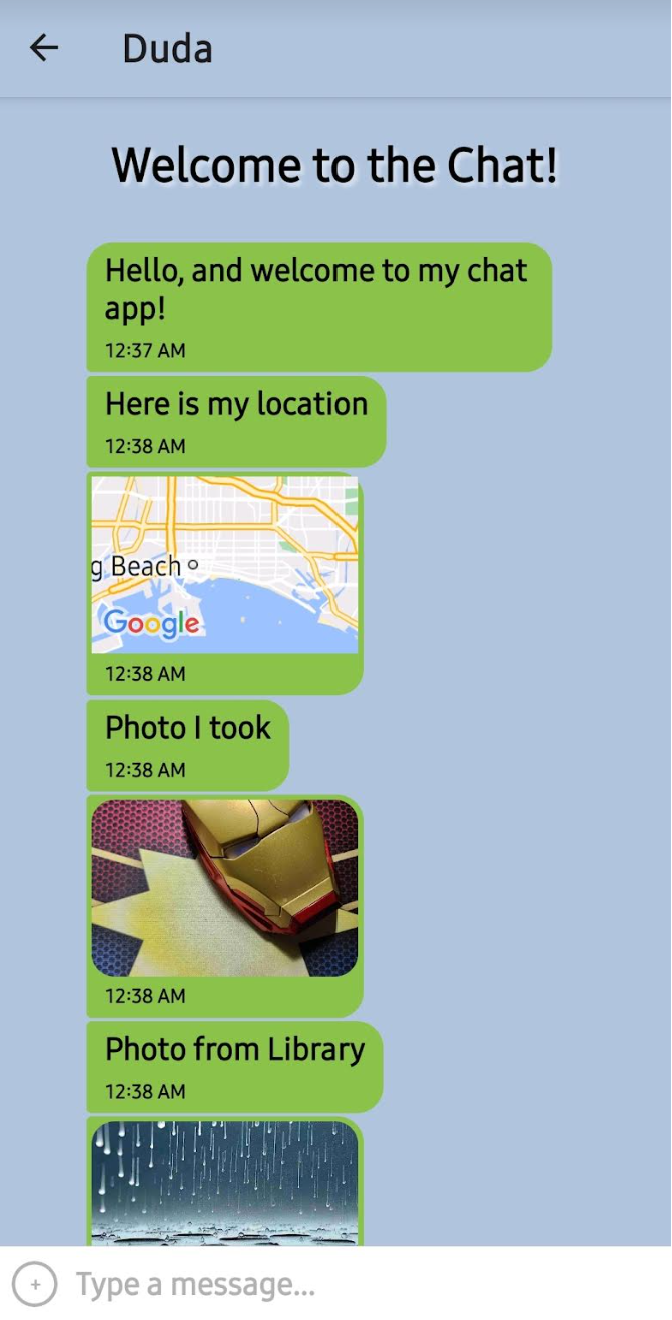 Duda
Welcome to the Chat!
Hello, and welcome to my chat
app!
12:37 AM
Here is my location
12:38 AM
g Beach
Google
12:38 AM
Photo I took
12:38 AM
12:38 AM
Photo from Library
12:38 AM
Type a message...